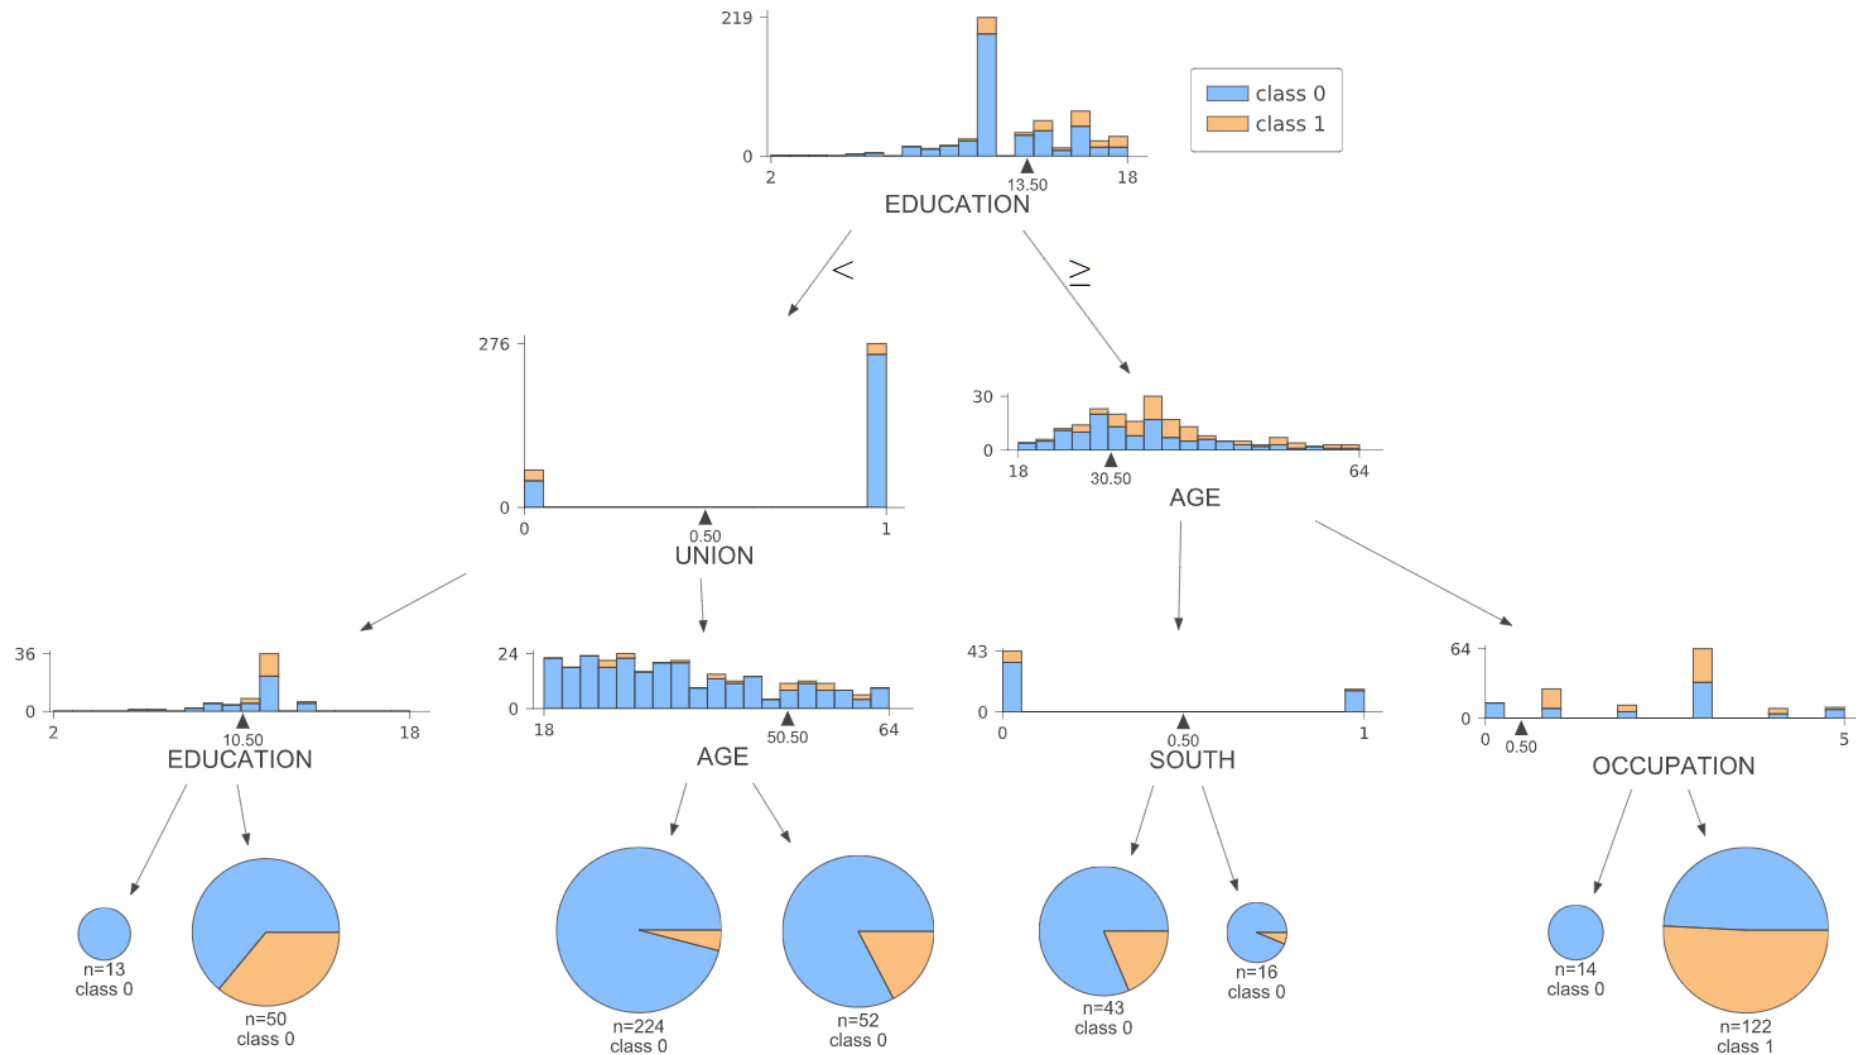 219
0
2
13.50
18
EDUCATION
class 0
class 1
<
≥
276
0
0
0.50
1
UNION
30
0
18
30.50
64
AGE
36
0
2
10.50
18
EDUCATION
24
0
18
50.50
64
AGE
43
0
0
0.50
1
SOUTH
64
0
0
0.50
5
OCCUPATION
n=13
class 0
n=50
class 0
n=224
class 0
n=52
class 0
n=43
class 0
n=16
class 0
n=14
class 0
n=122
class 1